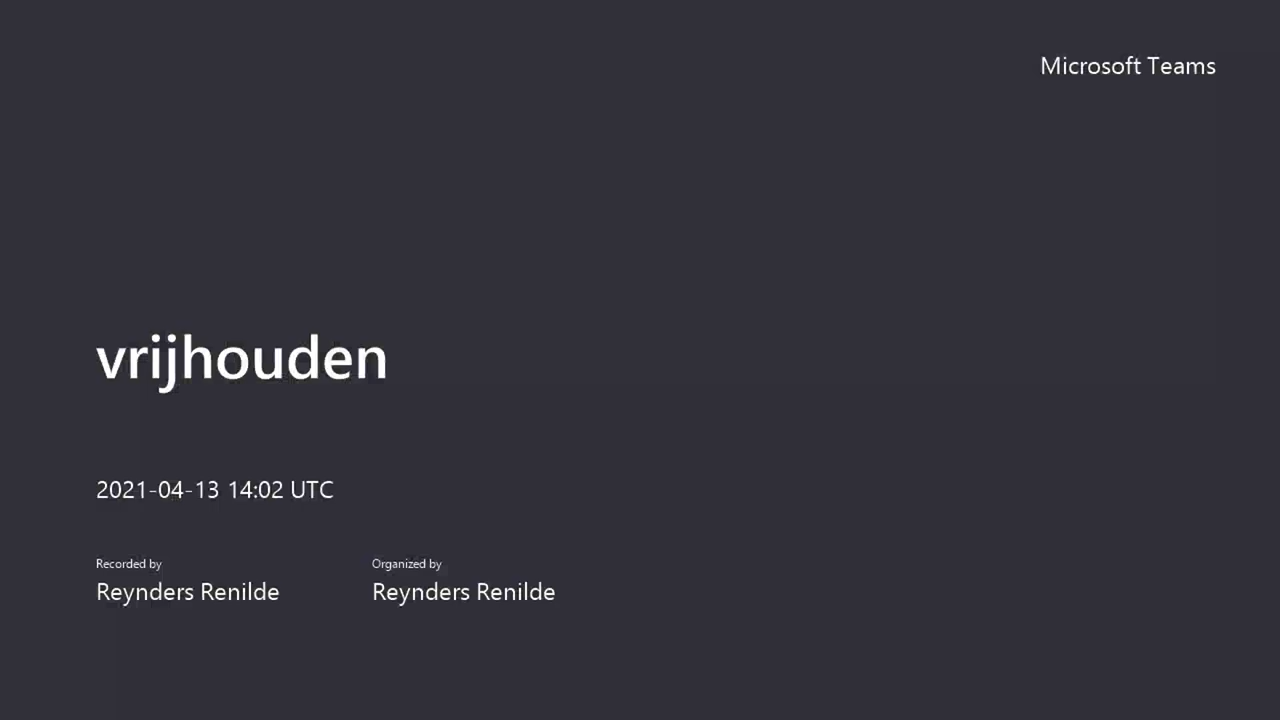 Microsoft Teams
vrijhouden
2021-04-13 14:02 UTC
Recorded by
Reynders Renilde
Organized by
Reynders Renilde